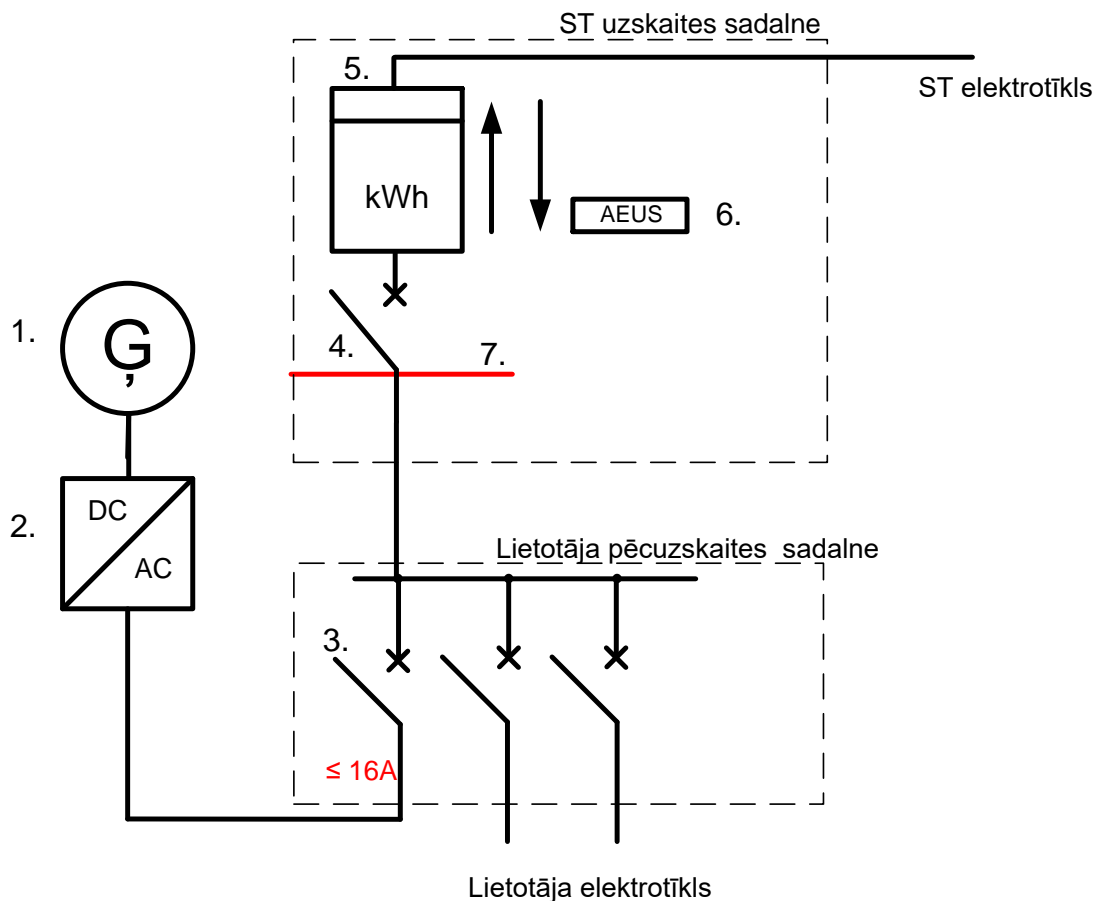 ST uzskaites sadalne
ST elektrotīkls
5.
kWh
AEUS
6.
1.
Ģ
4.
7.
2.
DC
AC
Lietotāja pēcuzskaites sadalne
3.
≤ 16A
Lietotāja elektrotīkls